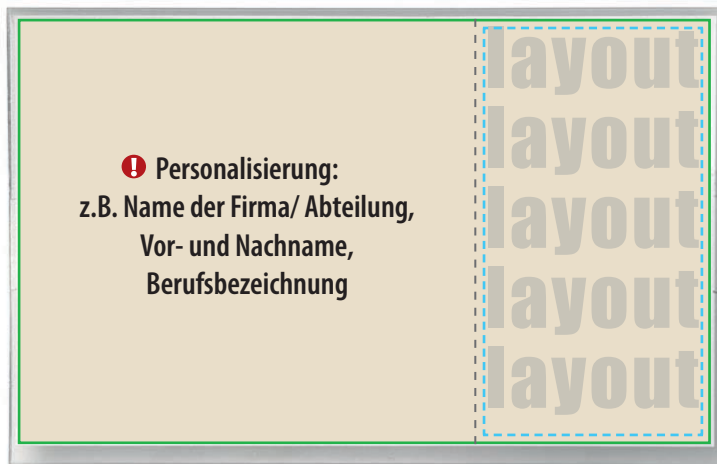 Personalisierung:
z.B. Name der Firma/ Abteilung,
Vor- und Nachname,
Berufsbezeichnung
layout
layout
layout
layout
layout